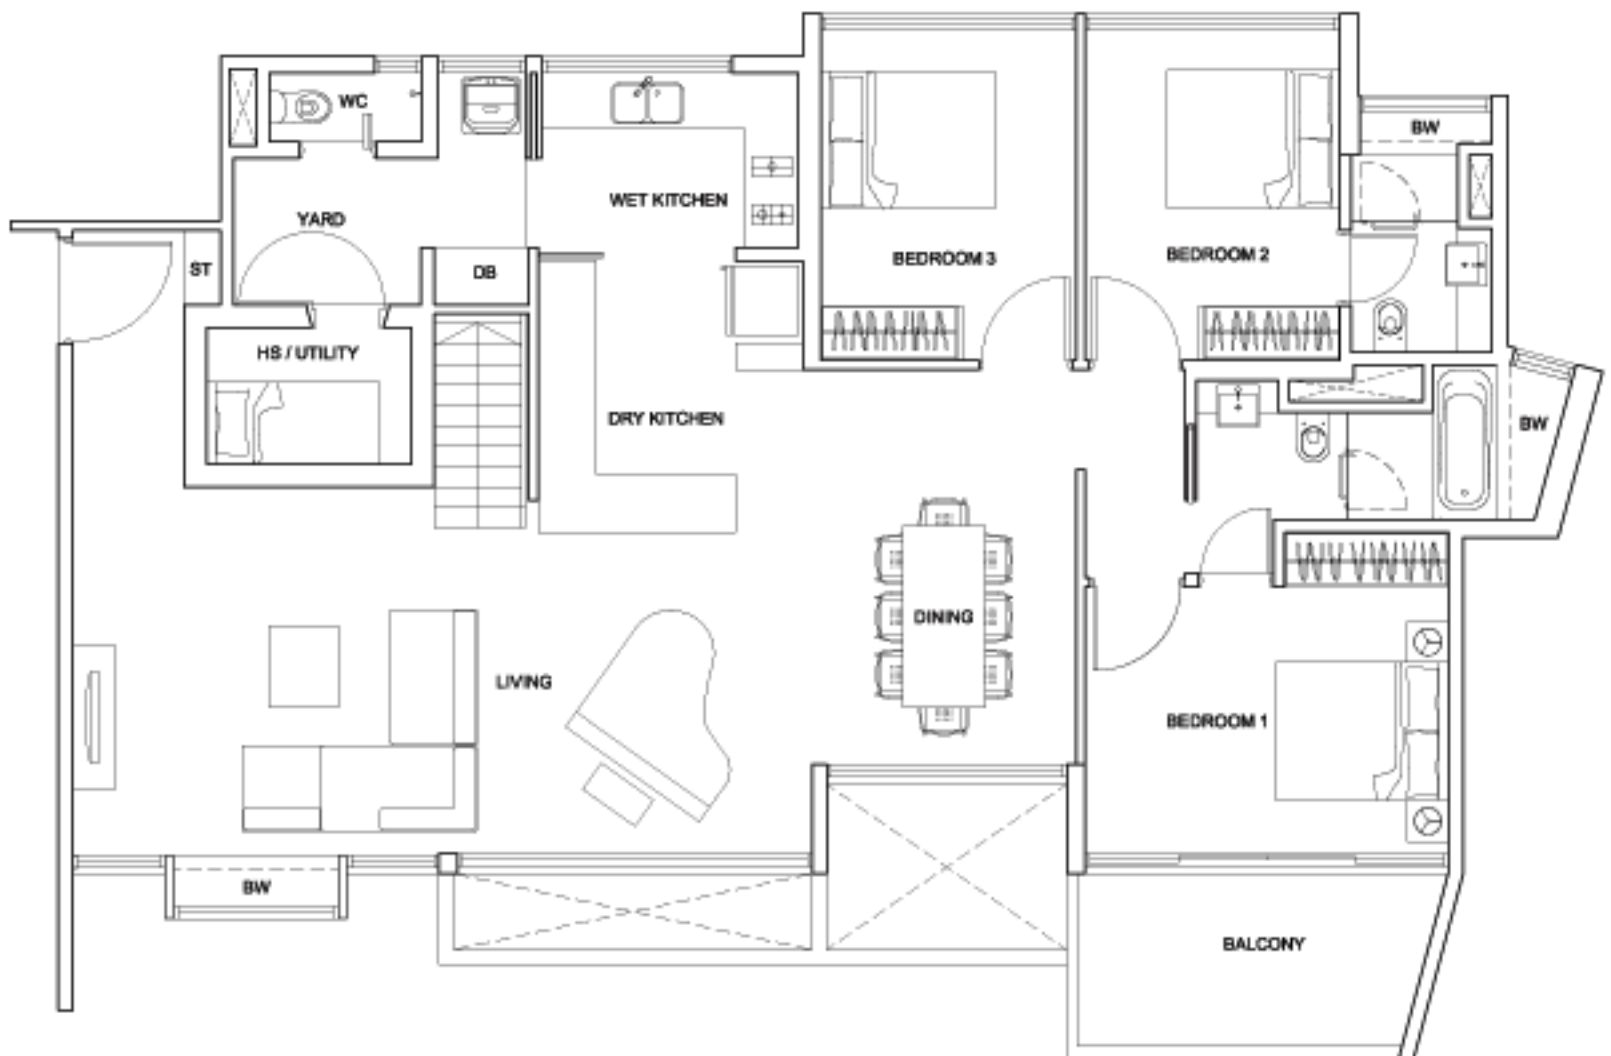 WC
BW
WET KITCHEN
YARD
ST
DB
BEDROOM 3
BEDROOM 2
HS / UTILITY
DRY KITCHEN
BW
DINING
LIVING
BEDROOM 1
BW
BALCONY